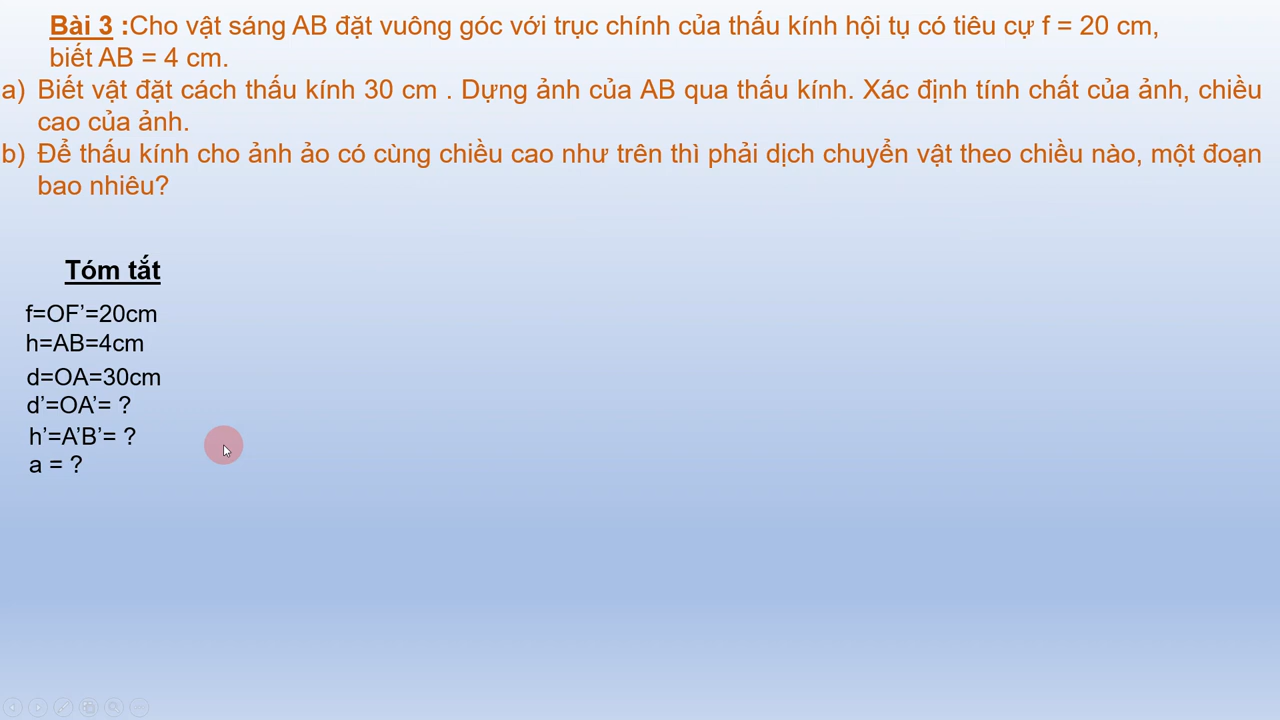 Bài 3 :Cho vật sáng AB đặt vuông góc với trục chính của thấu kính hội tụ có tiêu cự f = 20 cm,
biết AB = 4 cm.
a) Biết vật đặt cách thấu kính 30 cm . Dựng ảnh của AB qua thấu kính. Xác định tính chất của ảnh, chiều
cao của ảnh.
b) Để thấu kính cho ảnh ảo có cùng chiều cao như trên thì phải dịch chuyển vật theo chiều nào, một đoạn
bao nhiêu?
Tóm tắt
f=OF’=20cm
h=AB=4cm
d=OA=30cm
d’=OA’= ?
h’=A’B’= ?
a = ?